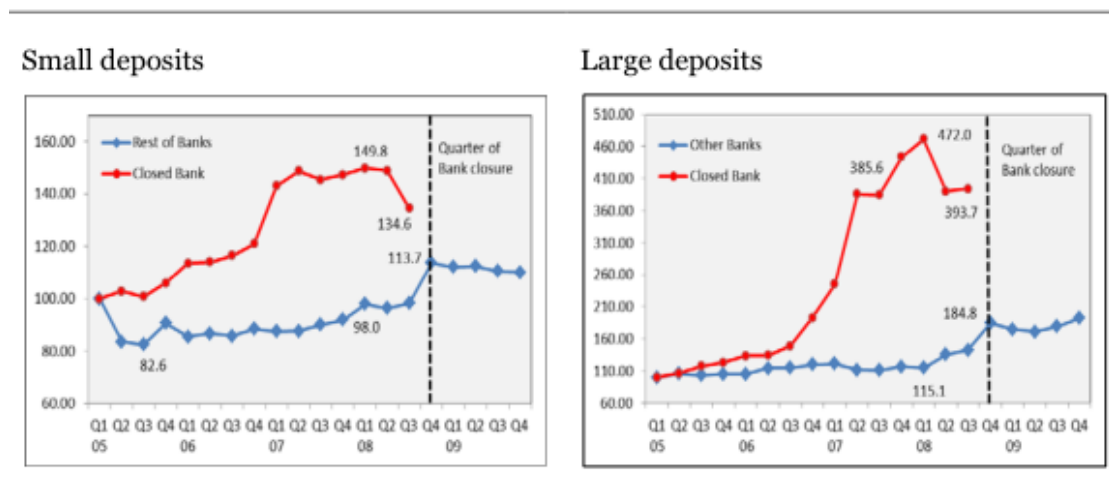 Small deposits
160.00
140.00
120.00
100.00
80.00
60.00
Rest of Banks
Closed Bank
149.8
134.6
113.7
98.0
82.6
Quarter of
Bank closure
Q1 Q2 Q3 Q4 Q1 Q2 Q3 Q4 Q1 Q2 Q3 Q4 Q1 Q2 Q3 Q4 Q1 Q2 Q3 Q4
05 06 07 08 09
Large deposits
510.00
460.00
410.00
360.00
310.00
260.00
210.00
160.00
110.00
60.00
Other Banks
Closed Bank
472.0
385.6
393.7
184.8
115.1
Quarter of
Bank closure
Q1 Q2 Q3 Q4 Q1 Q2 Q3 Q4 Q1 Q2 Q3 Q4 Q1 Q2 Q3 Q4 Q1 Q2 Q3 Q4
05 06 07 08 09